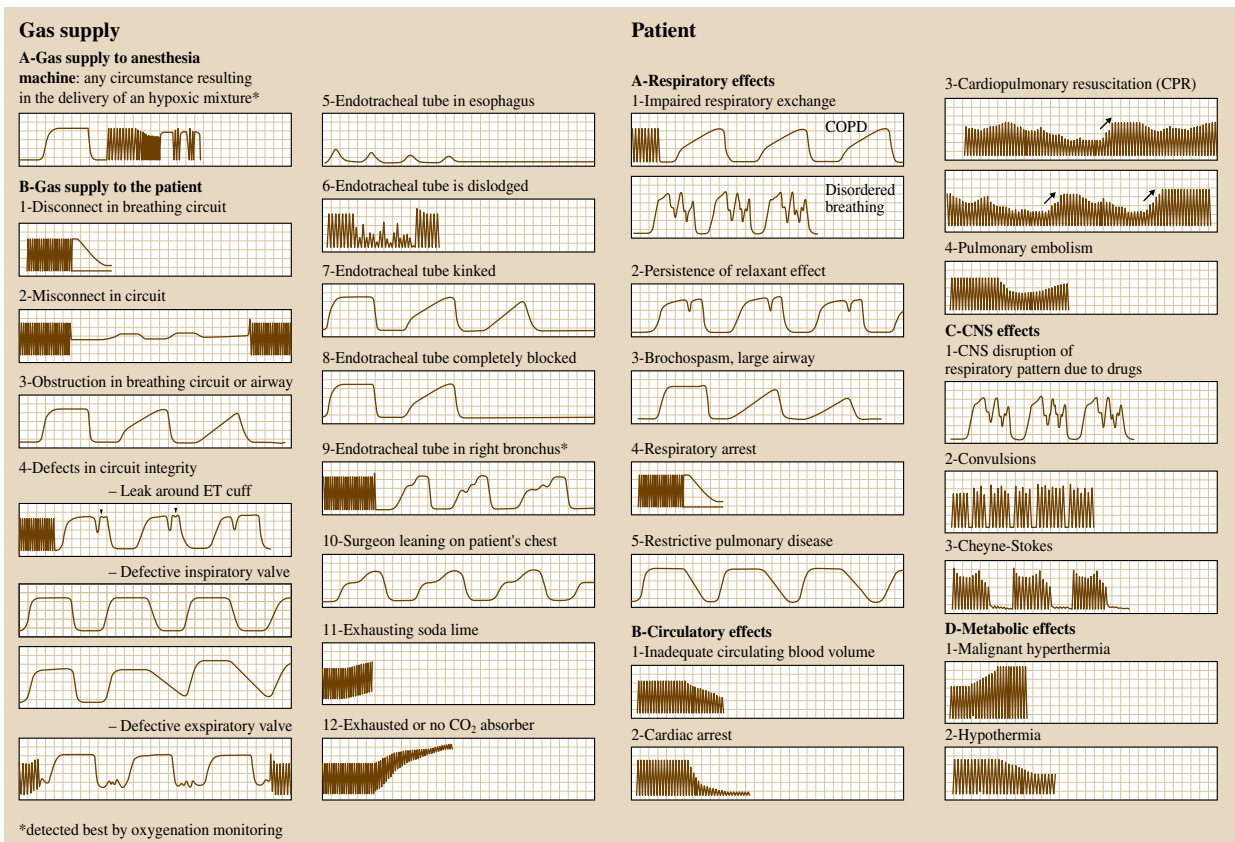 Gas supply
A-Gas supply to anesthesia
machine: any circumstance resulting
in the delivery of an hypoxic mixture*
B-Gas supply to the patient
1-Disconnect in breathing circuit
2-Misconnect in circuit
3-Obstruction in breathing circuit or airway
4-Defects in circuit integrity
– Leak around ET cuff
– Defective inspiratory valve
– Defective exspiratory valve
5-Endotracheal tube in esophagus
6-Endotracheal tube is dislodged
7-Endotracheal tube kinked
8-Endotracheal tube completely blocked
9-Endotracheal tube in right bronchus*
10-Surgeon leaning on patient's chest
11-Exhausting soda lime
12-Exhausted or no CO₂ absorber
Patient
A-Respiratory effects
1-Impaired respiratory exchange
COPD
Disordered
breathing
2-Persistence of relaxant effect
3-Brochospasm, large airway
4-Respiratory arrest
5-Restrictive pulmonary disease
B-Circulatory effects
1-Inadequate circulating blood volume
2-Cardiac arrest
3-Cardiopulmonary resuscitation (CPR)
4-Pulmonary embolism
C-CNS effects
1-CNS disruption of
respiratory pattern due to drugs
2-Convulsions
3-Cheyne-Stokes
D-Metabolic effects
1-Malignant hyperthermia
2-Hypothermia
*detected best by oxygenation monitoring